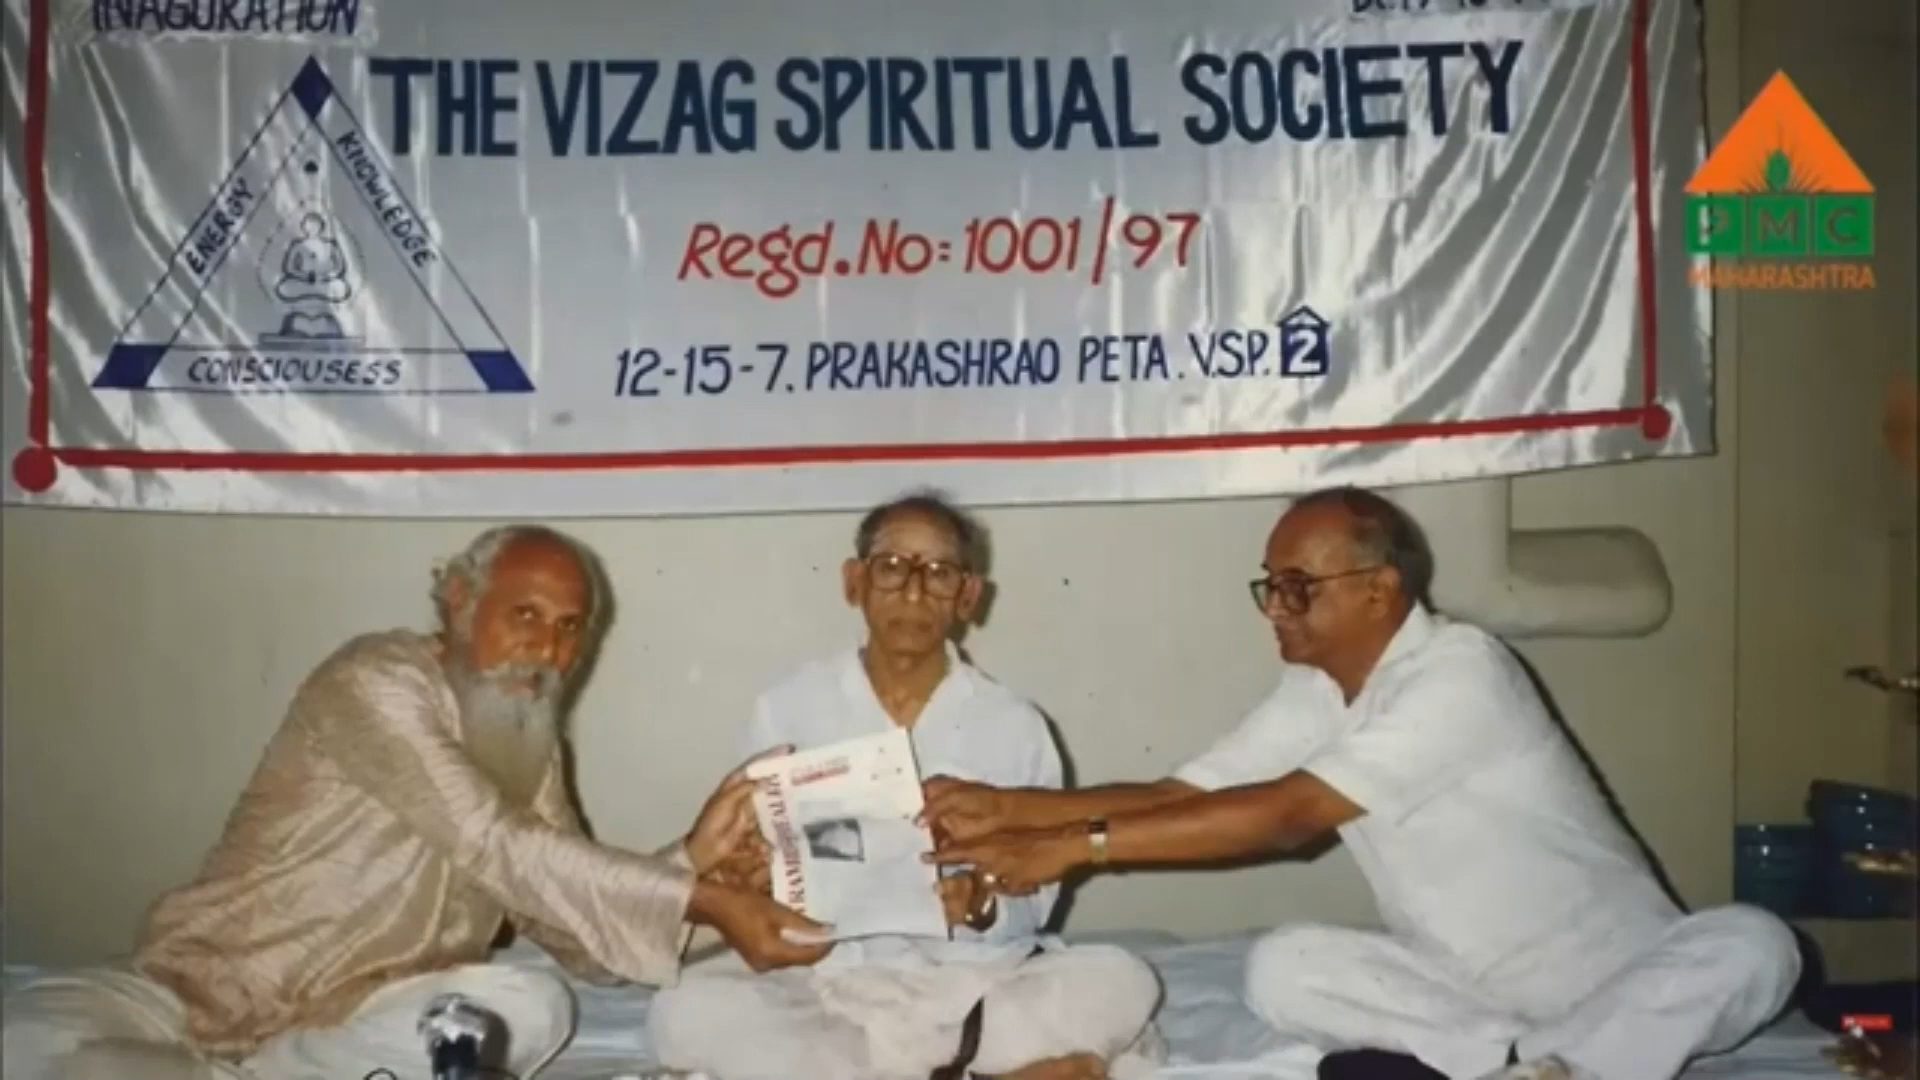 INAGURATION
THE VIZAG SPIRITUAL SOCIETY
Regd.No:1001/97
12-15-7. PRAKASHRAO PETA. V.S.P. 2
ENERGY
KNOWLEDGE
CONSCIOUSESS
PMC
MAHARASHTRA